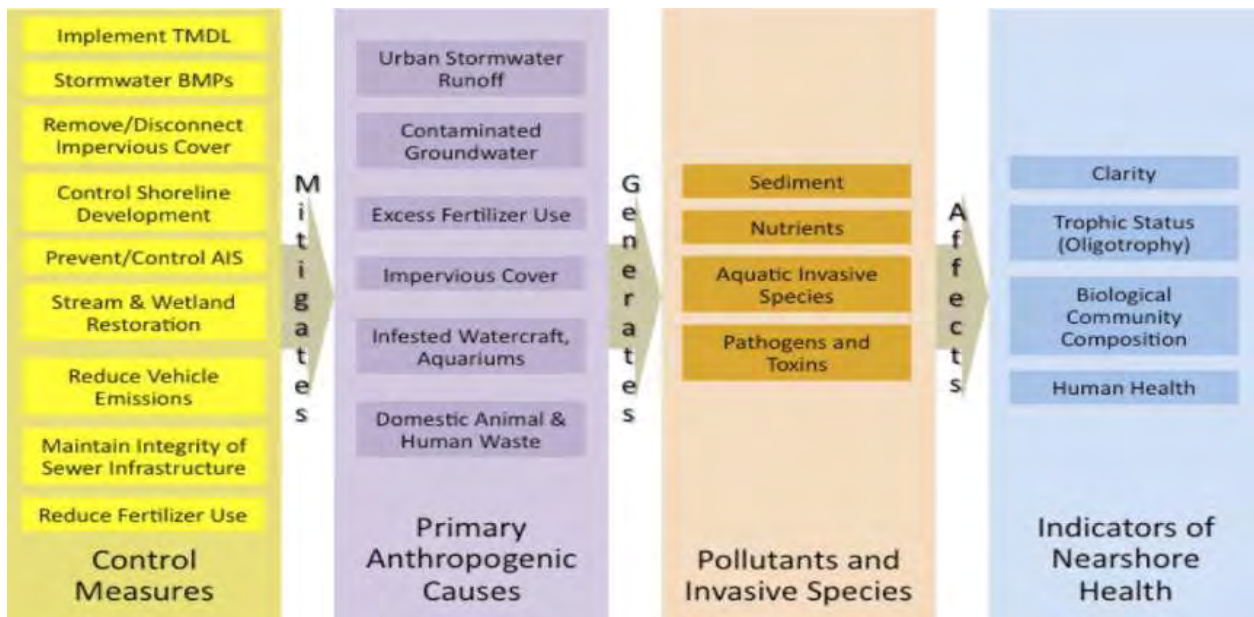 Implement TMDL
Stormwater BMPs
Remove/Disconnect
Impervious Cover
Control Shoreline
Development
Prevent/Control AIS
Stream & Wetland
Restoration
Reduce Vehicle
Emissions
Maintain Integrity of
Sewer Infrastructure
Reduce Fertilizer Use
Control
Measures
Mitigates
Urban Stormwater
Runoff
Contaminated
Groundwater
Excess Fertilizer Use
Impervious Cover
Infested Watercraft,
Aquariums
Domestic Animal &
Human Waste
Primary
Anthropogenic
Causes
Generates
Sediment
Nutrients
Aquatic Invasive
Species
Pathogens and
Toxins
Pollutants and
Invasive Species
Affects
Clarity
Trophic Status
(Oligotrophy)
Biological
Community
Composition
Human Health
Indicators of
Nearshore
Health